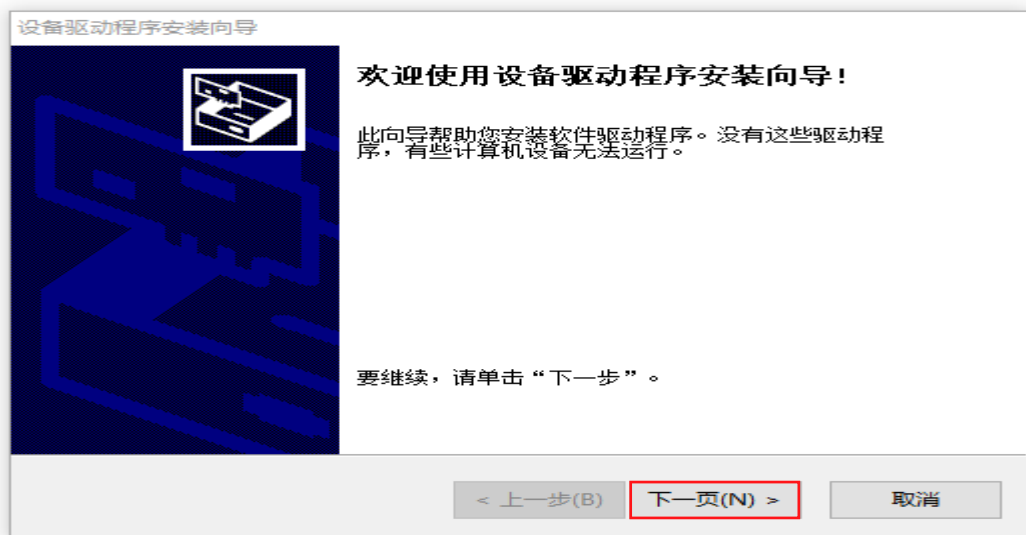 设备驱动程序安装向导
欢迎使用设备驱动程序安装向导!
此向导帮助您安装软件驱动程序。没有这些驱动程
序，有些计算机设备无法运行。
要继续，请单击“下一步”。
< 上一步(B)
下一页(N) >
取消